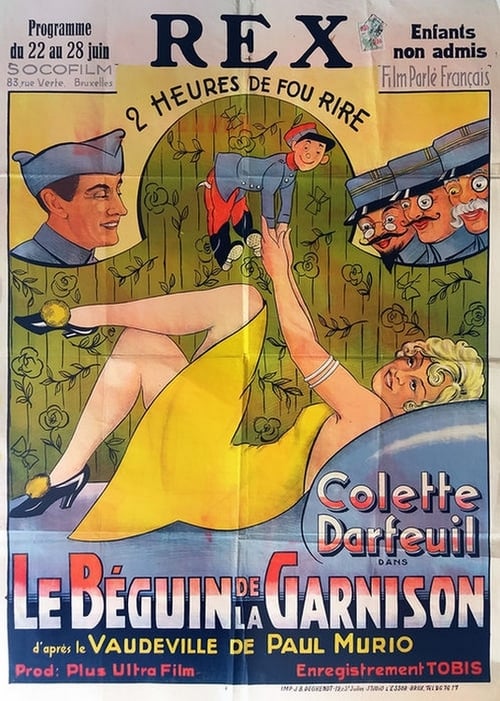 Programme
du 22 au 28 juin
REX
Enfants
non admis
SOCOFILM
83, rue Verte, Bruxelles
Film Parlé Français
2 HEURES DE FOU RIRE
Colette
Darfeuil
DANS
LE BÉGUIN DE LA GARNISON
d'après le VAUDEVILLE DE PAUL MURIO
Prod: Plus Ultra Film
Enregistrement TOBIS